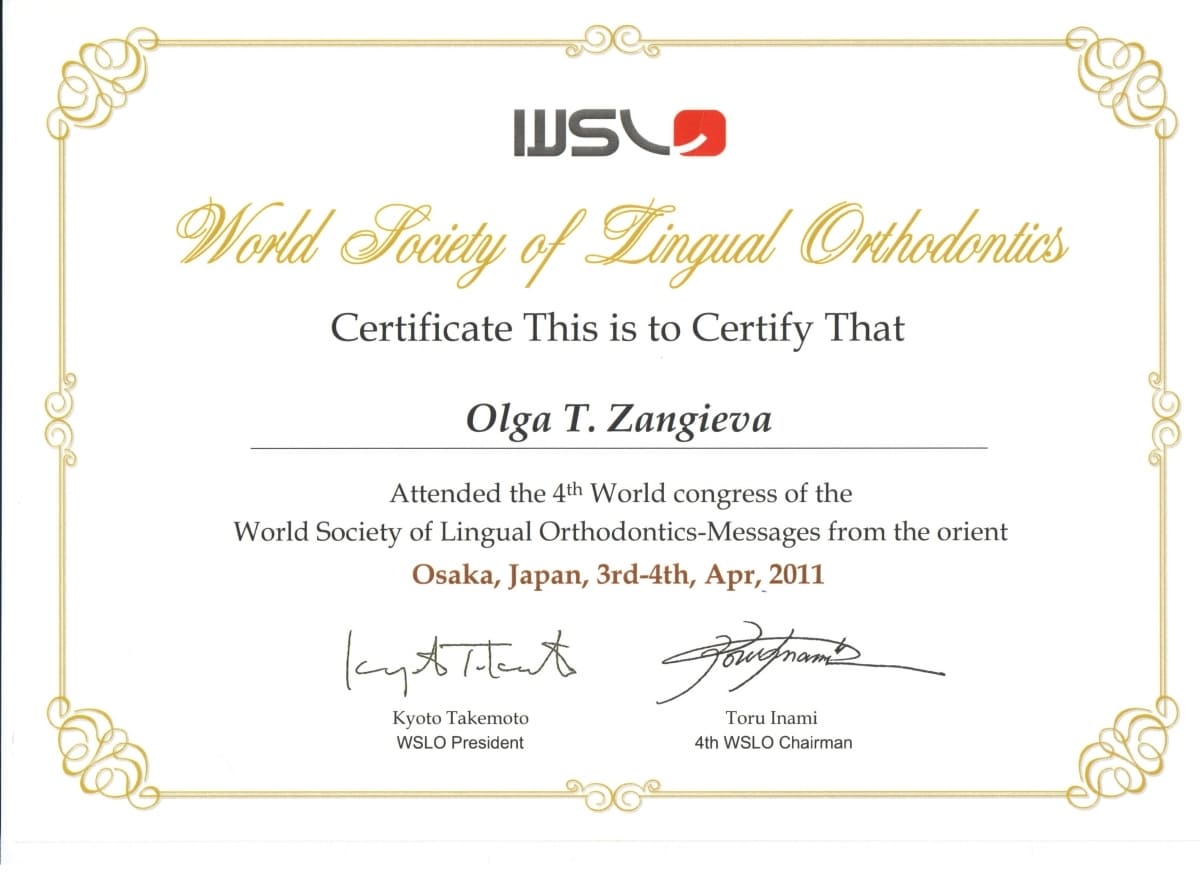 WSLO
World Society of Lingual Orthodontics
Certificate This is to Certify That
Olga T. Zangieva
Attended the 4th World congress of the
World Society of Lingual Orthodontics-Messages from the orient
Osaka, Japan, 3rd-4th, Apr, 2011
Kyoto Takemoto
Toru Inami
WSLO President
4th WSLO Chairman